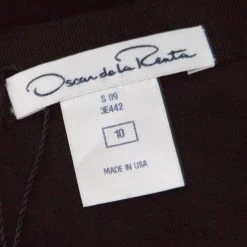 Oscar de la Renta
S 09
3E442
10
MADE IN USA